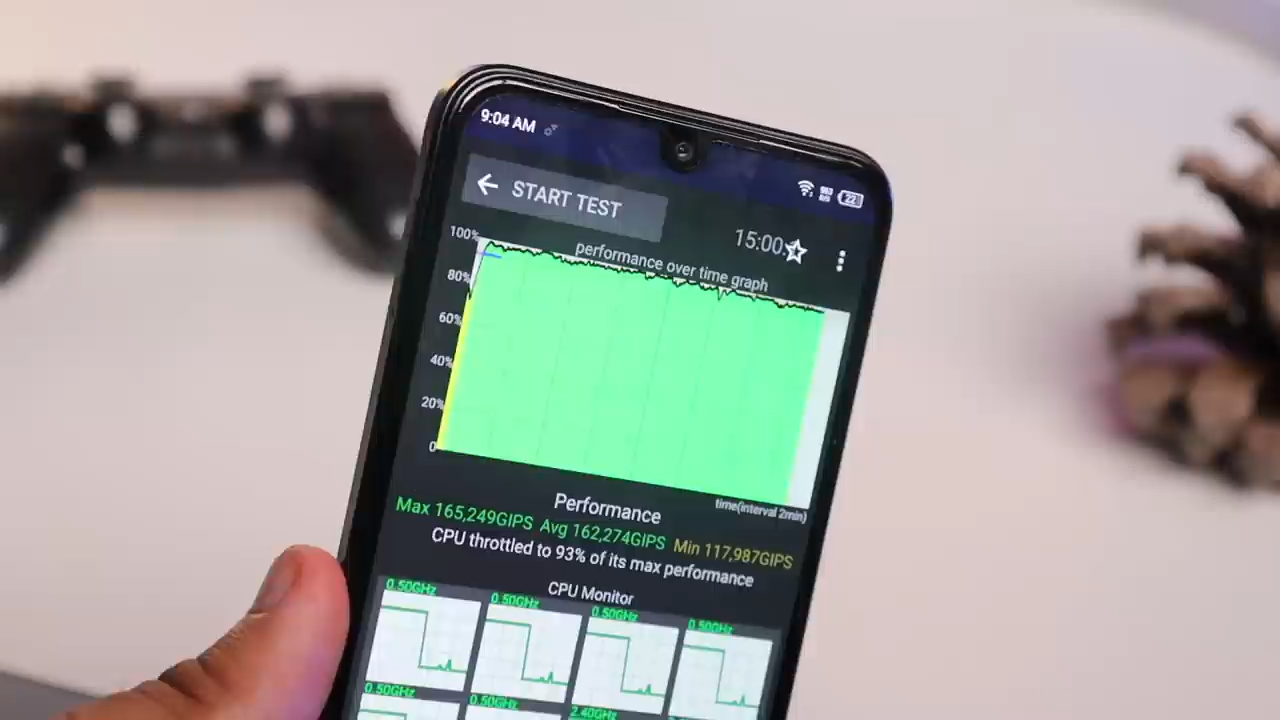 9:04 AM
22
START TEST
15:00
performance over time graph
100%
80%
60%
40%
20%
0
time(interval 2min)
Performance
Max 165,249GIPS Avg 162,274GIPS Min 117,987GIPS
CPU throttled to 93% of its max performance
CPU Monitor
0.50GHz 0.50GHz 0.50GHz 0.50GHz
0.50GHz 0.50GHz 2.40GHz